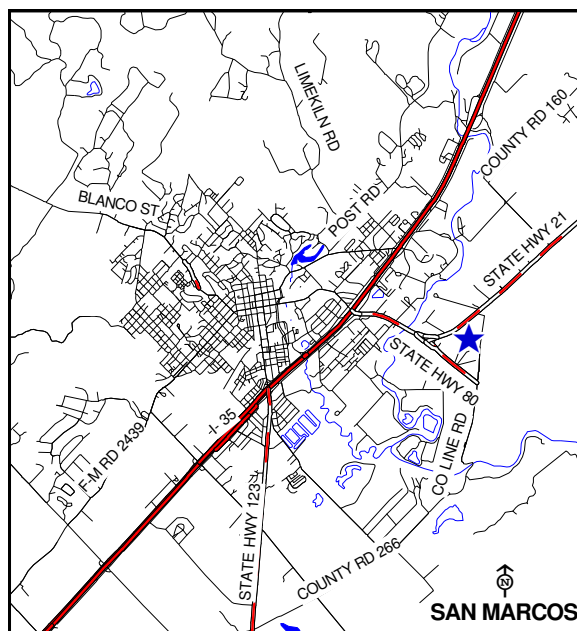 LIMEKILN RD
COUNTY RD 160
BLANCO ST
POST RD
STATE HWY 21
STATE HWY 80
I-35
F-M RD 2439
CO LINE RD
STATE HWY 123
COUNTY RD 266
N
SAN MARCOS